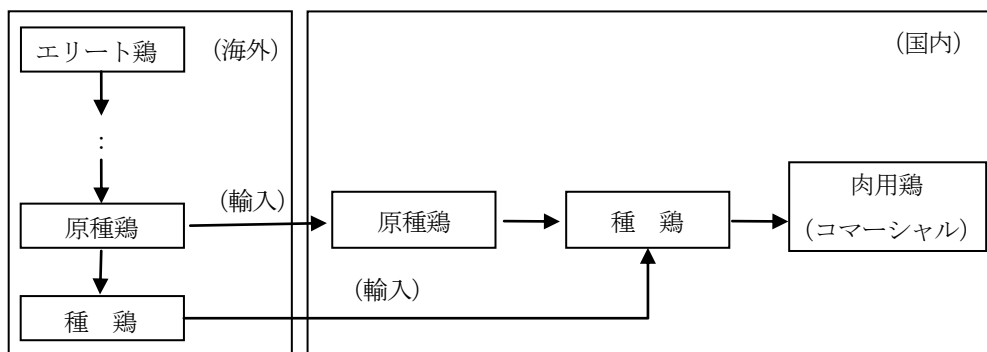 エリート鶏
(海外)
(国内)
：
(輸入)
原種鶏
原種鶏
種　鶏
肉用鶏
(コマーシャル)
(輸入)
種　鶏